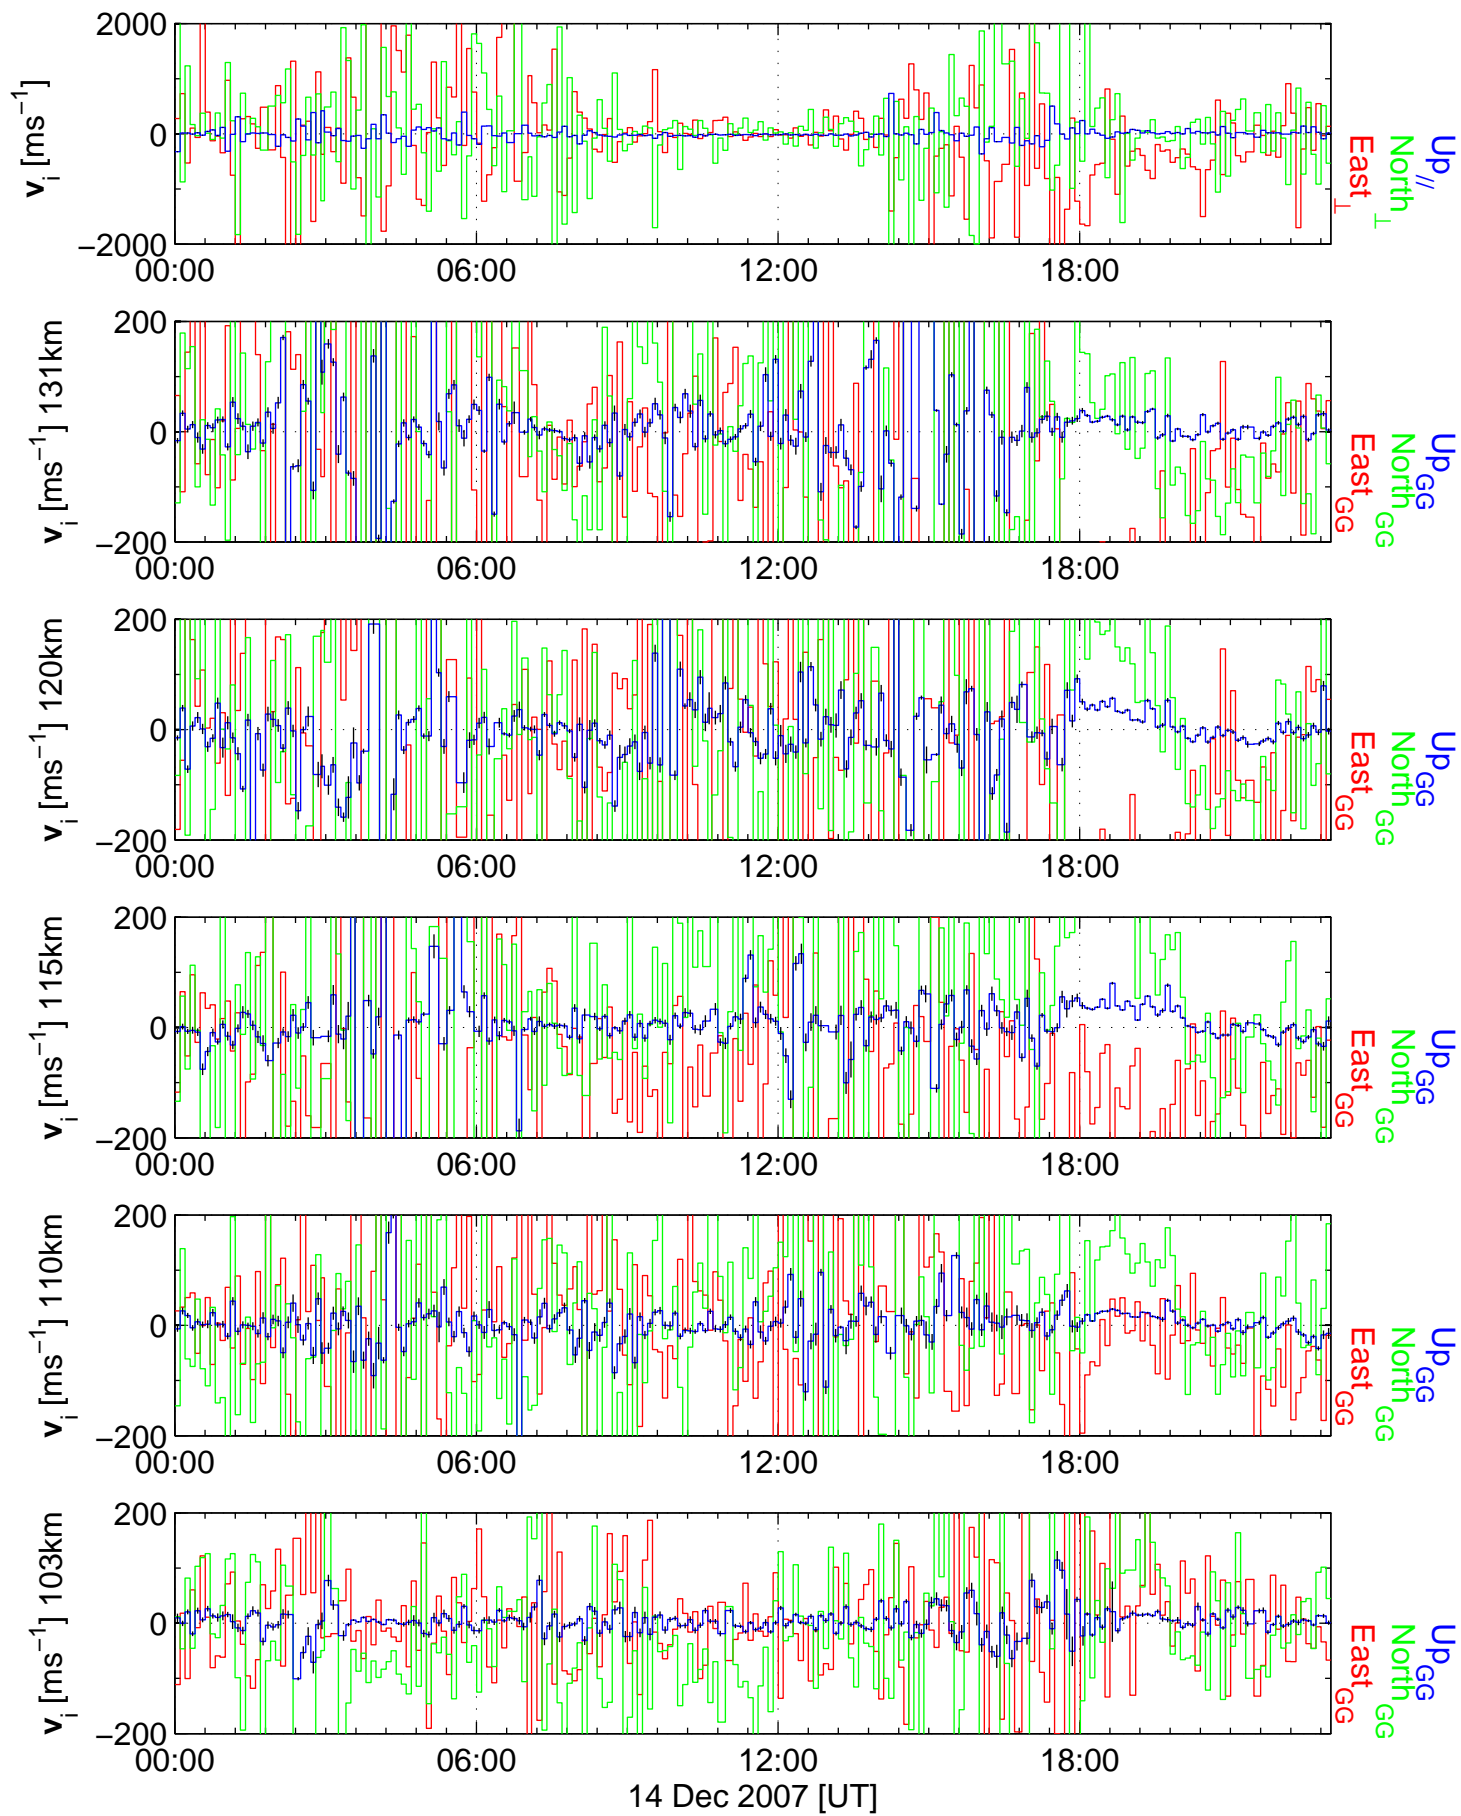 2000
0
−2000
v_i [ms⁻¹]
00:00 06:00 12:00 18:00
Up_//
North_⊥
East_⊥
200
0
−200
v_i [ms⁻¹] 131km
00:00 06:00 12:00 18:00
Up_GG
North_GG
East_GG
200
0
−200
v_i [ms⁻¹] 120km
00:00 06:00 12:00 18:00
Up_GG
North_GG
East_GG
200
0
−200
v_i [ms⁻¹] 115km
00:00 06:00 12:00 18:00
Up_GG
North_GG
East_GG
200
0
−200
v_i [ms⁻¹] 110km
00:00 06:00 12:00 18:00
Up_GG
North_GG
East_GG
200
0
−200
v_i [ms⁻¹] 103km
00:00 06:00 12:00 18:00
Up_GG
North_GG
East_GG
14 Dec 2007 [UT]